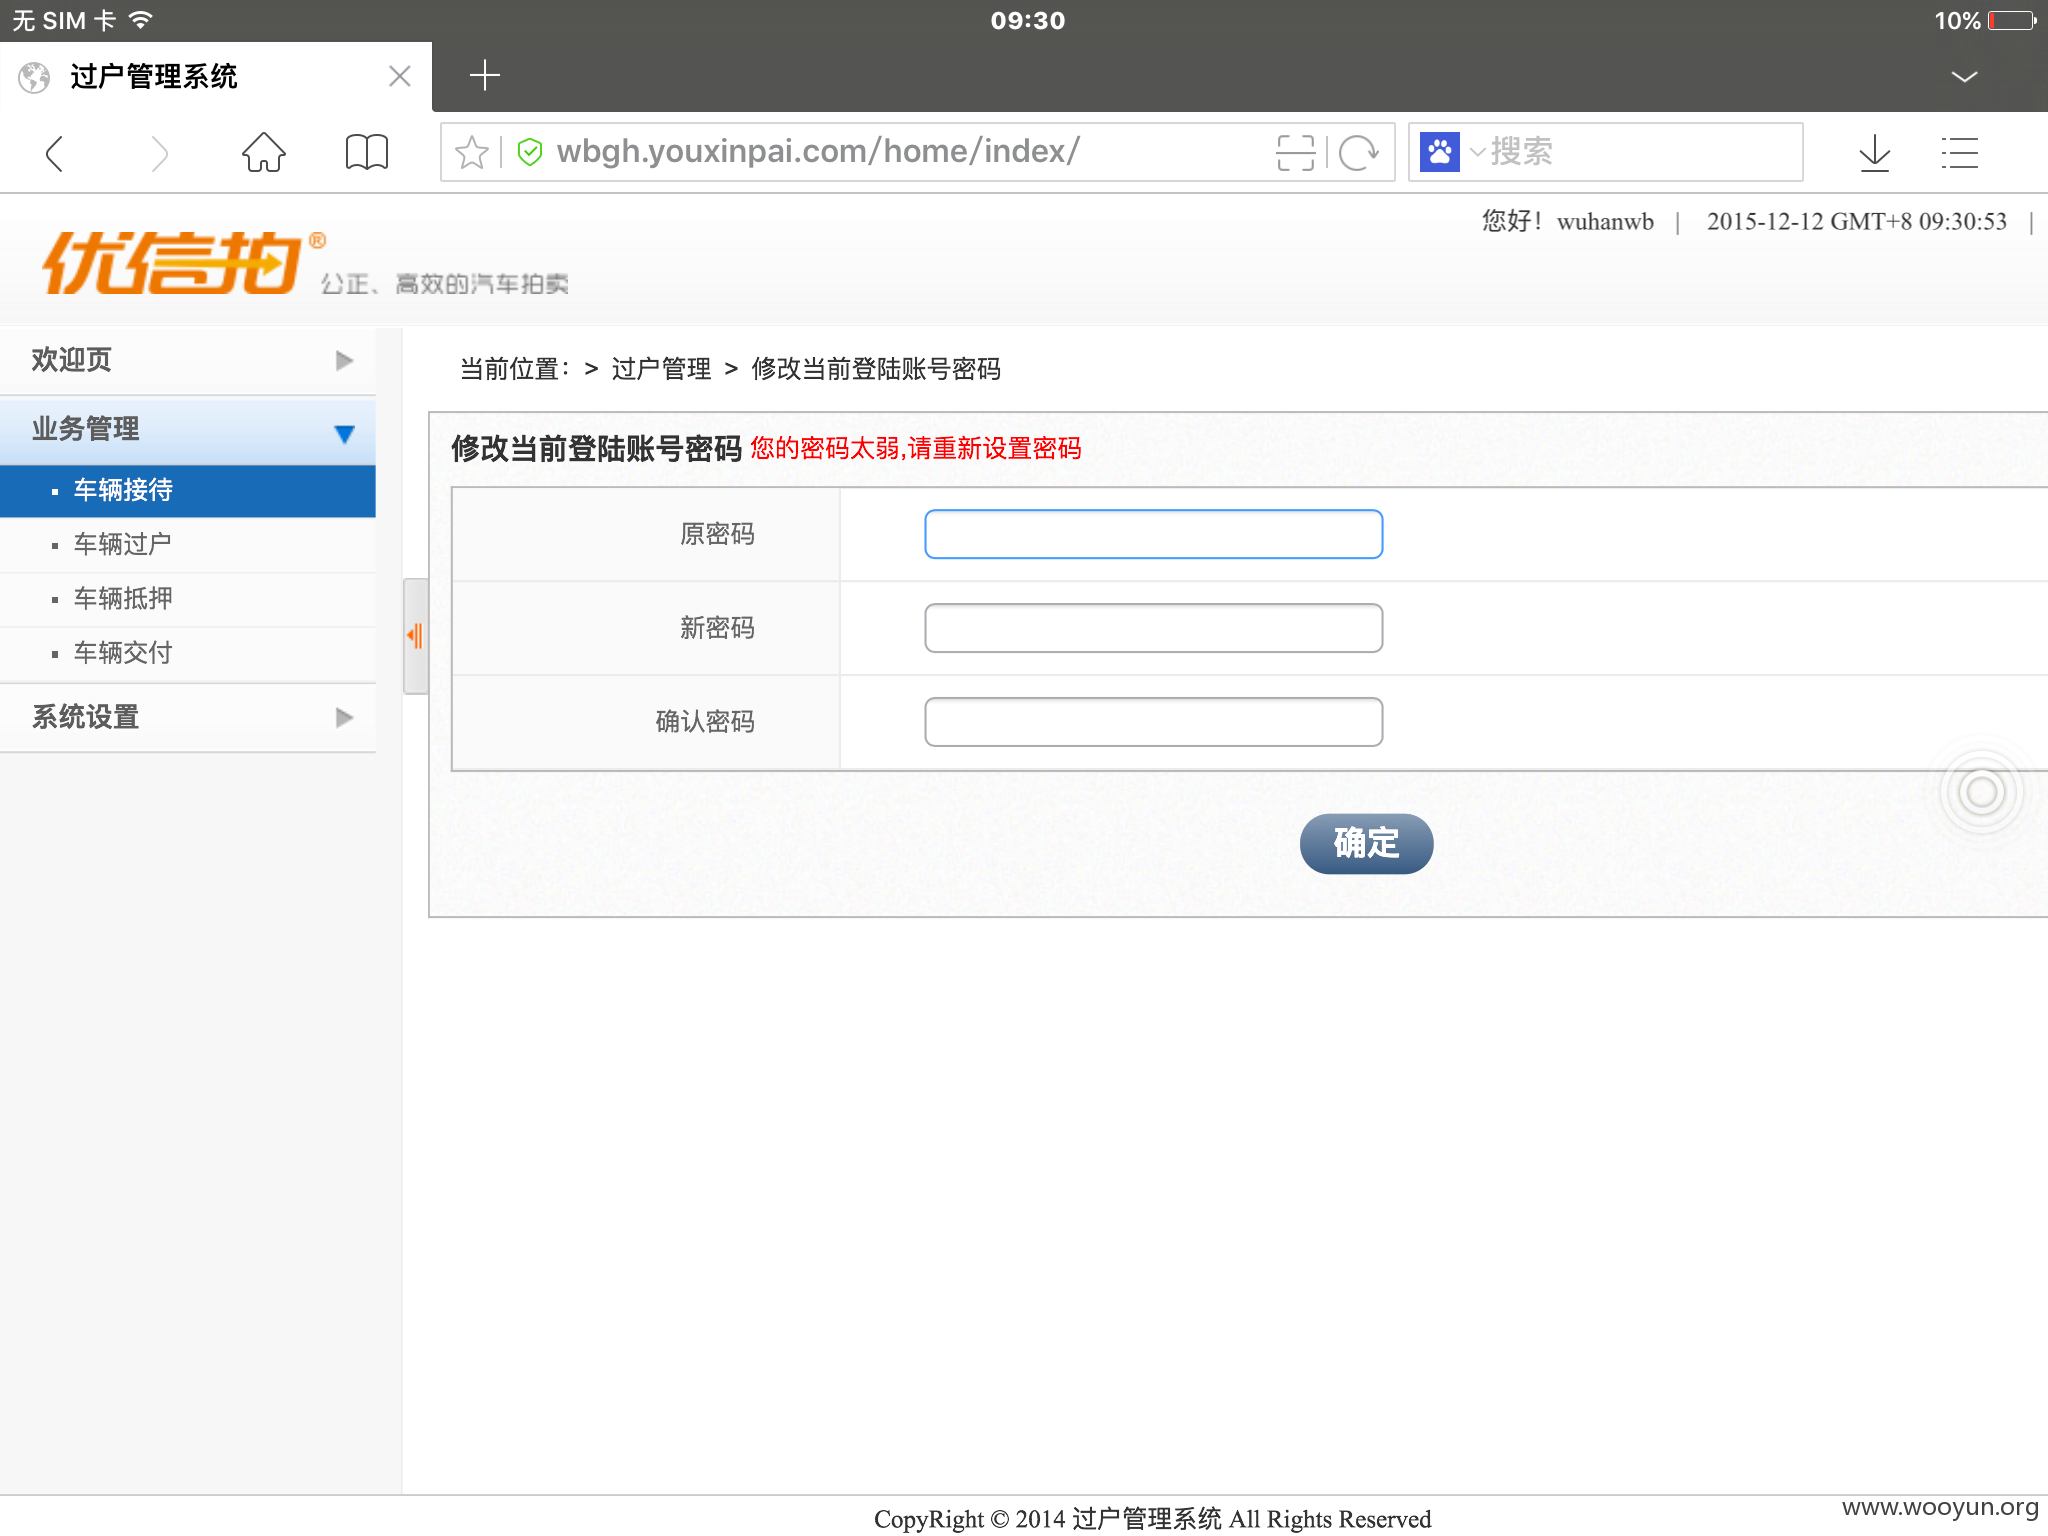 无 SIM 卡
09:30
10%
过户管理系统
wbgh.youxinpai.com/home/index/
搜索
您好！wuhanwb | 2015-12-12 GMT+8 09:30:53 |
优信拍®
公正、高效的汽车拍卖
欢迎页
业务管理
车辆接待
车辆过户
车辆抵押
车辆交付
系统设置
当前位置：> 过户管理 > 修改当前登陆账号密码
修改当前登陆账号密码 您的密码太弱,请重新设置密码
原密码
新密码
确认密码
确定
CopyRight © 2014 过户管理系统 All Rights Reserved
www.wooyun.org